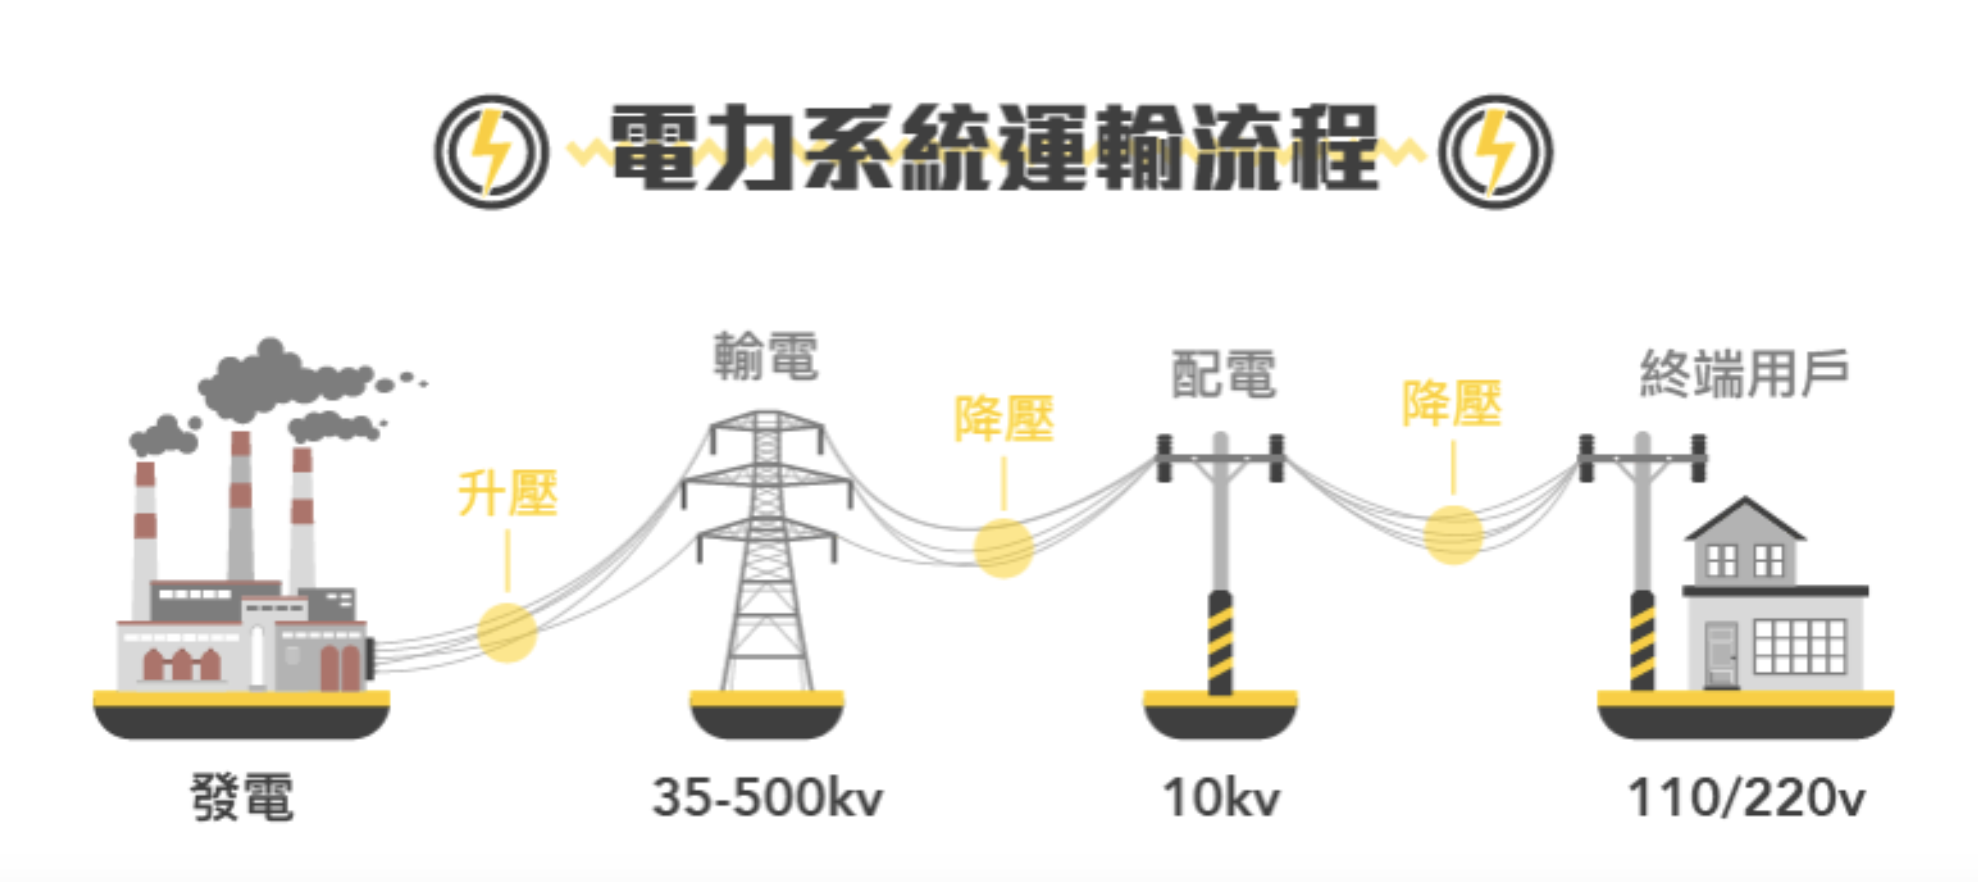 電力系統運輸流程
輸電
配電
終端用戶
升壓
降壓
降壓
發電
35-500kv
10kv
110/220v